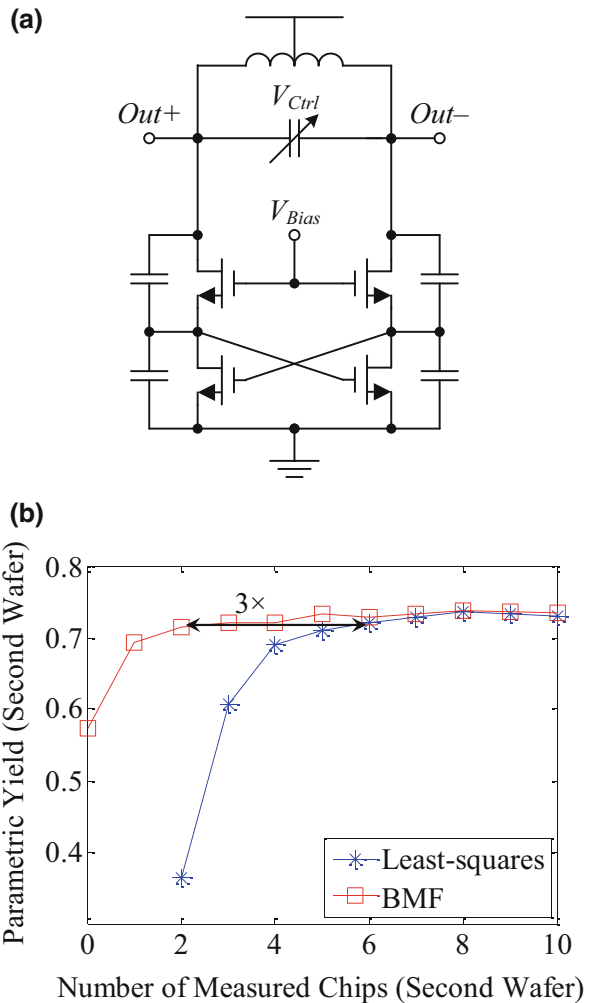 (a)
V_Ctrl
Out+
Out–
V_Bias
(b)
Parametric Yield (Second Wafer)
0.8
0.7
0.6
0.5
0.4
3×
Least-squares
BMF
0 2 4 6 8 10
Number of Measured Chips (Second Wafer)